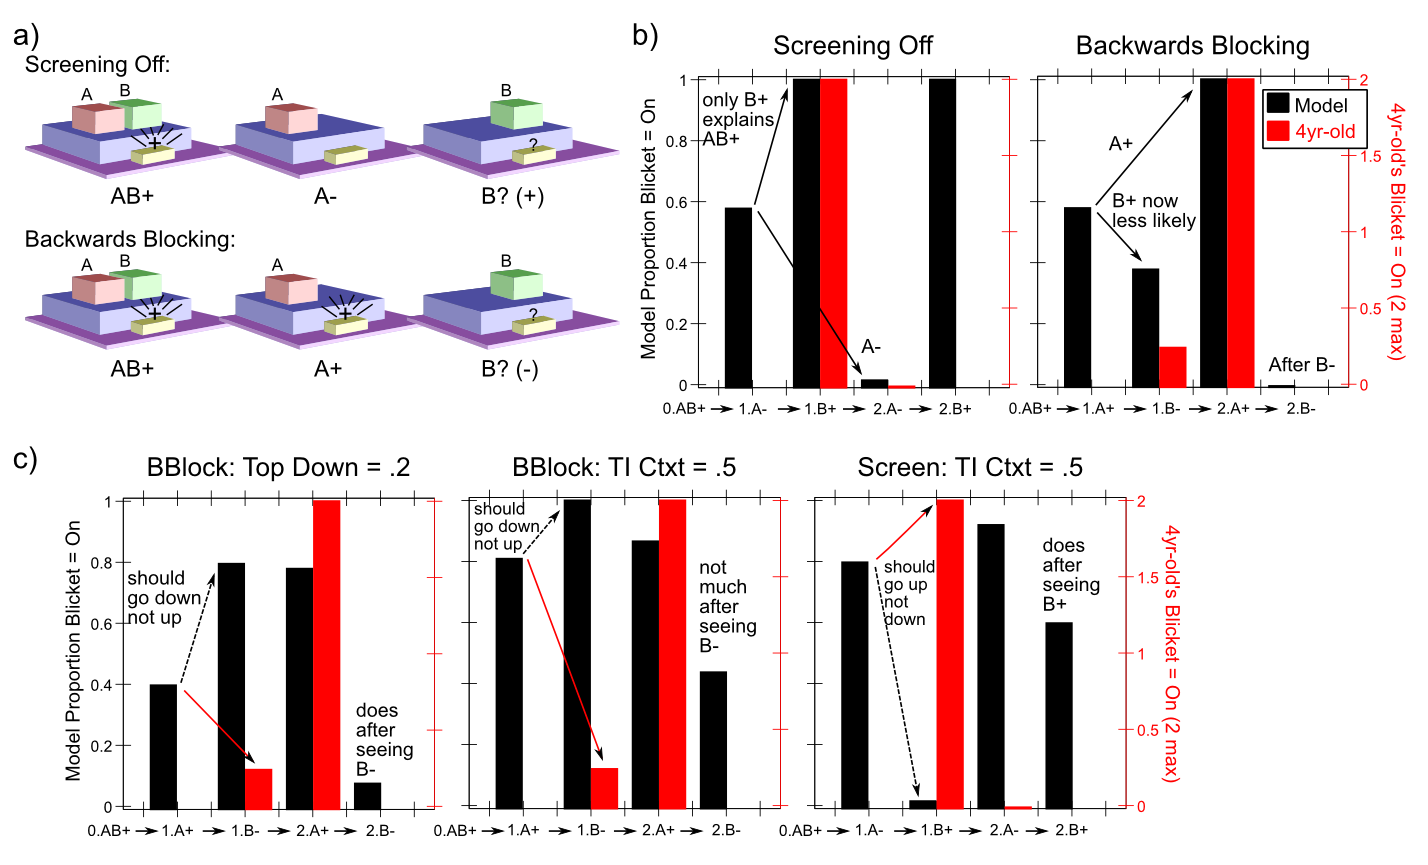 a)
Screening Off:
A B
A
B
+
?
AB+ A- B? (+)
Backwards Blocking:
A B
A
B
+
+
?
AB+ A+ B? (-)
b)
Screening Off
Model Proportion Blicket = On
1
0.8
0.6
0.4
0.2
0
only B+
explains
AB+
A-
0.AB+ 1.A- 1.B+ 2.A- 2.B+
Backwards Blocking
Model
4yr-old
A+
B+ now
less likely
After B-
2
1.5
1
0.5
0
4yr-old's Blicket = On (2 max)
0.AB+ 1.A+ 1.B- 2.A+ 2.B-
c)
BBlock: Top Down = .2
Model Proportion Blicket = On
1
0.8
0.6
0.4
0.2
0
should
go down
not up
does
after
seeing
B-
0.AB+ 1.A+ 1.B- 2.A+ 2.B-
BBlock: TI Ctxt = .5
should
go down
not up
not
much
after
seeing
B-
0.AB+ 1.A+ 1.B- 2.A+ 2.B-
Screen: TI Ctxt = .5
should
go up
not
down
does
after
seeing
B+
2
1.5
1
0.5
0
4yr-old's Blicket = On (2 max)
0.AB+ 1.A- 1.B+ 2.A- 2.B+